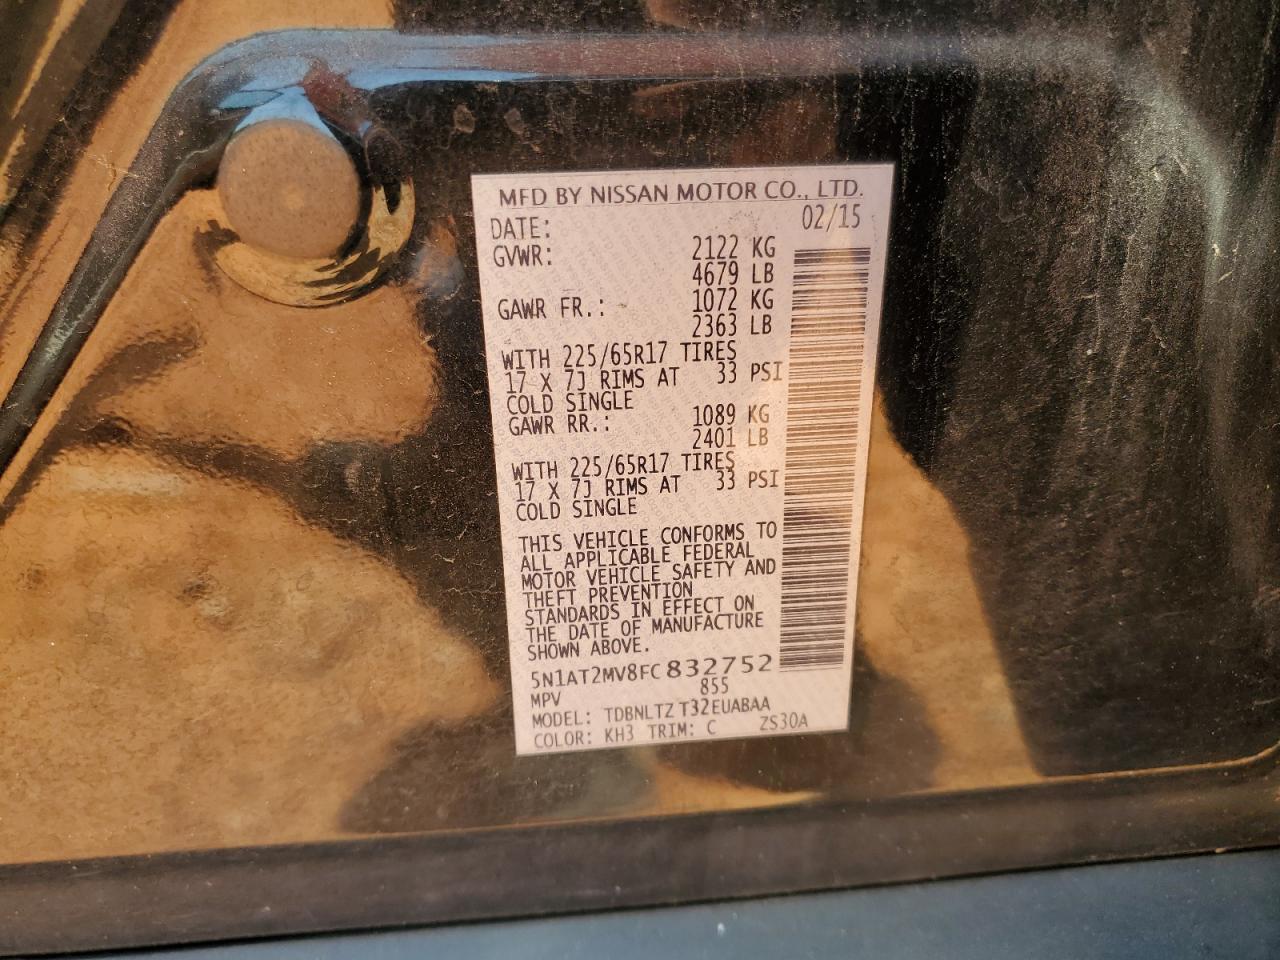 MFD BY NISSAN MOTOR CO., LTD.
DATE: 02/15
GVWR: 2122 KG
4679 LB
GAWR FR.: 1072 KG
2363 LB
WITH 225/65R17 TIRES
17 X 7J RIMS AT 33 PSI
COLD SINGLE
GAWR RR.: 1089 KG
2401 LB
WITH 225/65R17 TIRES
17 X 7J RIMS AT 33 PSI
COLD SINGLE
THIS VEHICLE CONFORMS TO
ALL APPLICABLE FEDERAL
MOTOR VEHICLE SAFETY AND
THEFT PREVENTION
STANDARDS IN EFFECT ON
THE DATE OF MANUFACTURE
SHOWN ABOVE.
5N1AT2MV8FC832752
MPV 855
MODEL: TDBNLTZ T32EUABAA
COLOR: KH3 TRIM: C ZS30A